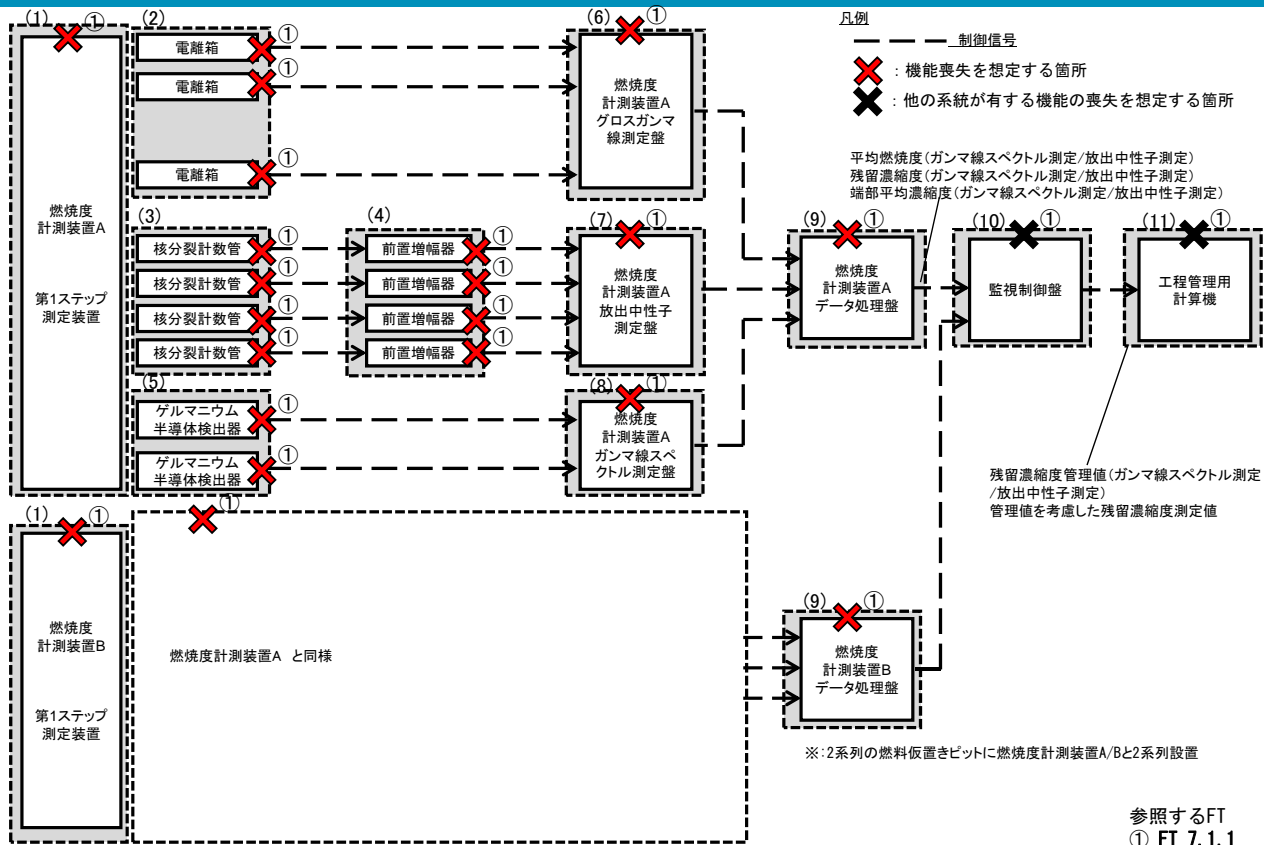 (1)
①
(2)
電離箱
①
電離箱
①
電離箱
①
燃焼度
計測装置A
第1ステップ
測定装置
(3)
核分裂計数管
①
核分裂計数管
①
核分裂計数管
①
核分裂計数管
①
(4)
前置増幅器
①
前置増幅器
①
前置増幅器
①
前置増幅器
①
(5)
ゲルマニウム
半導体検出器
①
ゲルマニウム
半導体検出器
①
(6)
①
燃焼度
計測装置A
グロスガンマ
線測定盤
(7)
①
燃焼度
計測装置A
放出中性子
測定盤
(8)
①
燃焼度
計測装置A
ガンマ線スペ
クトル測定盤
凡例
制御信号
：機能喪失を想定する箇所
：他の系統が有する機能の喪失を想定する箇所
平均燃焼度(ガンマ線スペクトル測定/放出中性子測定)
残留濃縮度(ガンマ線スペクトル測定/放出中性子測定)
端部平均濃縮度(ガンマ線スペクトル測定/放出中性子測定)
(9)
①
燃焼度
計測装置A
データ処理盤
(10)
①
監視制御盤
(11)
①
工程管理用
計算機
残留濃縮度管理値(ガンマ線スペクトル測定
/放出中性子測定)
管理値を考慮した残留濃縮度測定値
(1)
①
燃焼度
計測装置B
第1ステップ
測定装置
①
燃焼度計測装置A と同様
(9)
①
燃焼度
計測装置B
データ処理盤
※:2系列の燃料仮置きピットに燃焼度計測装置A/Bと2系列設置
参照するFT
① FT 7.1.1